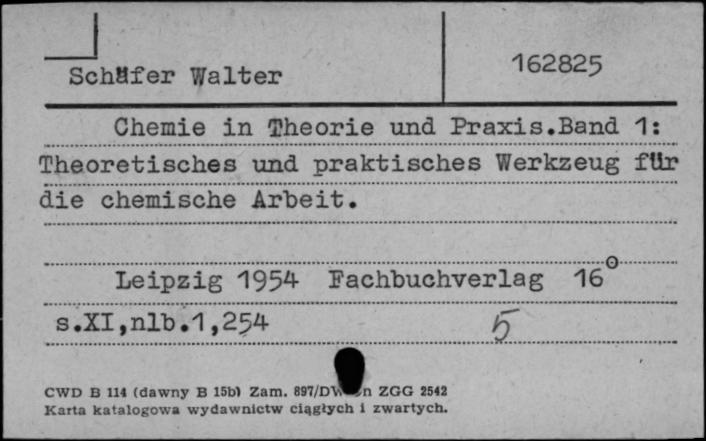 Schäfer Walter
162825
Chemie in Theorie und Praxis.Band 1:
Theoretisches und praktisches Werkzeug für
die chemische Arbeit.
Leipzig 1954 Fachbuchverlag 16°
s.XI,nlb.1,254
5
CWD B 114 (dawny B 15b) Zam. 897/DW n ZGG 2542
Karta katalogowa wydawnictw ciągłych i zwartych.